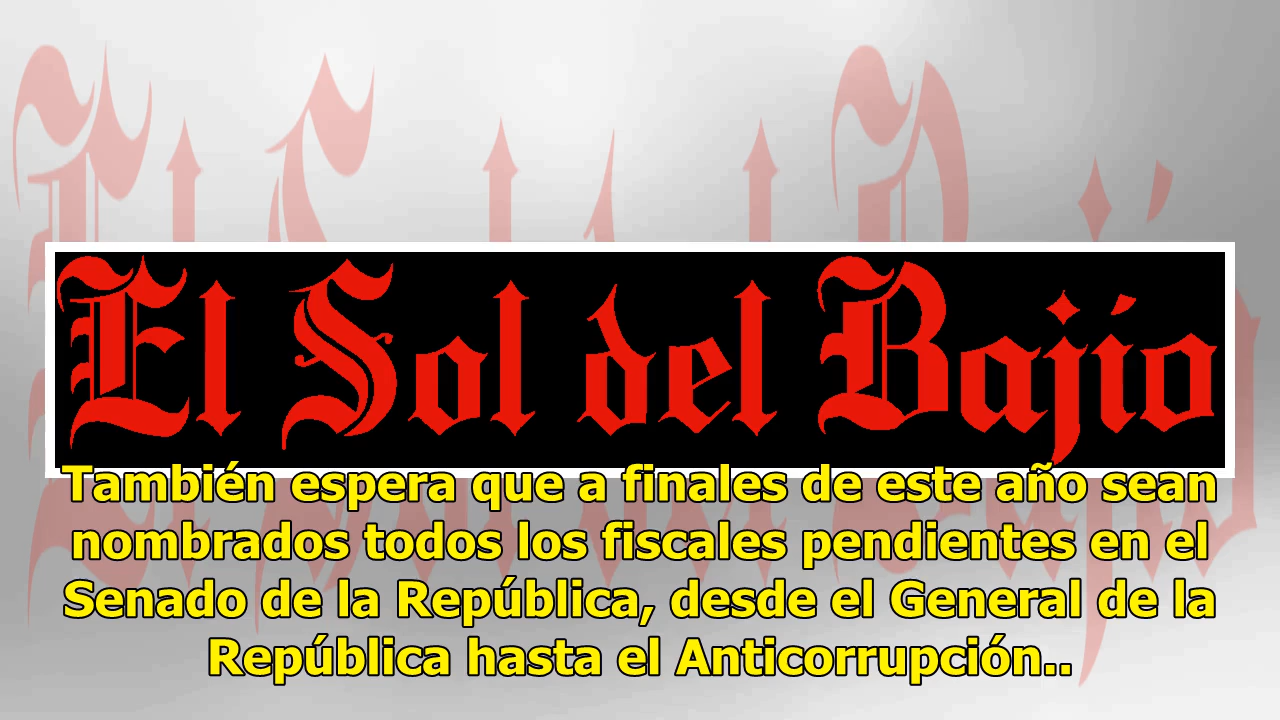 El Sol del Bajío
También espera que a finales de este año sean
nombrados todos los fiscales pendientes en el
Senado de la República, desde el General de la
República hasta el Anticorrupción..